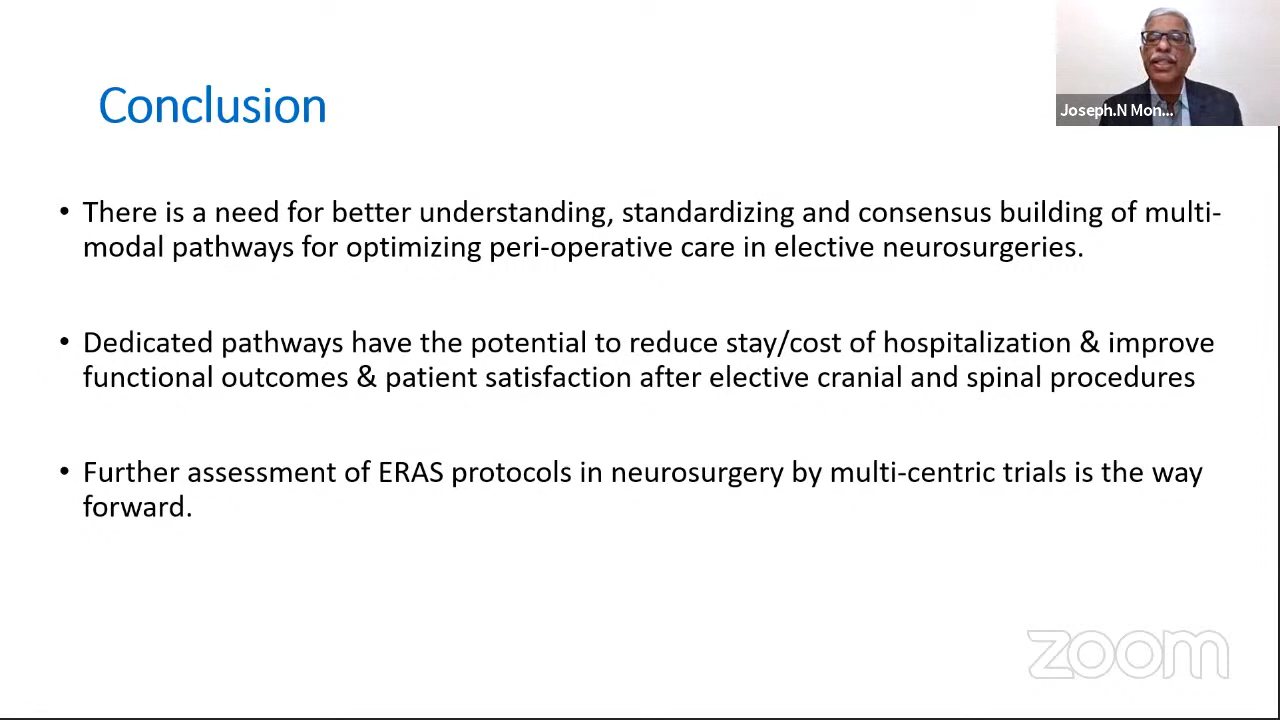 Conclusion
Joseph.N Mon...
• There is a need for better understanding, standardizing and consensus building of multi-
modal pathways for optimizing peri-operative care in elective neurosurgeries.
• Dedicated pathways have the potential to reduce stay/cost of hospitalization & improve
functional outcomes & patient satisfaction after elective cranial and spinal procedures
• Further assessment of ERAS protocols in neurosurgery by multi-centric trials is the way
forward.
zoom